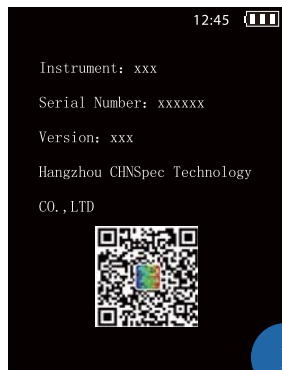 12:45
Instrument: xxx
Serial Number: xxxxxx
Version: xxx
Hangzhou CHNSpec Technology
CO.,LTD